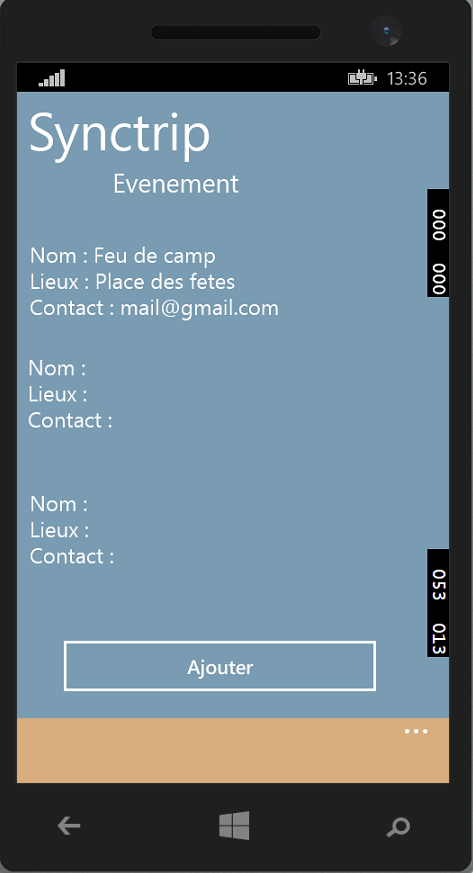 13:36
Synctrip
Evenement
000 000
Nom : Feu de camp
Lieux : Place des fetes
Contact : mail@gmail.com
Nom :
Lieux :
Contact :
Nom :
Lieux :
Contact :
053 013
Ajouter
...